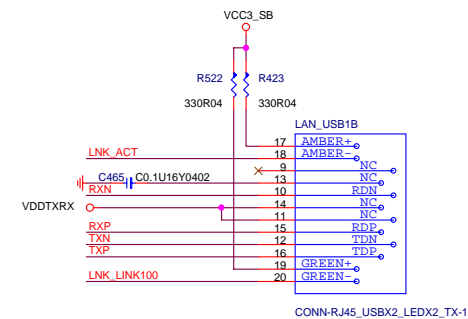 VCC3_SB
R522 R423
330R04 330R04
LAN_USB1B
17 AMBER+
LNK_ACT 18 AMBER-
9 NC
C465 C0.1U16Y0402 13 NC
RXN 10 RDN
VDDTXRX 14 NC
11 NC
RXP 15 RDP
TXN 12 TDN
TXP 16 TDP
19 GREEN+
LNK_LINK100 20 GREEN-
CONN-RJ45_USBX2_LEDX2_TX-1